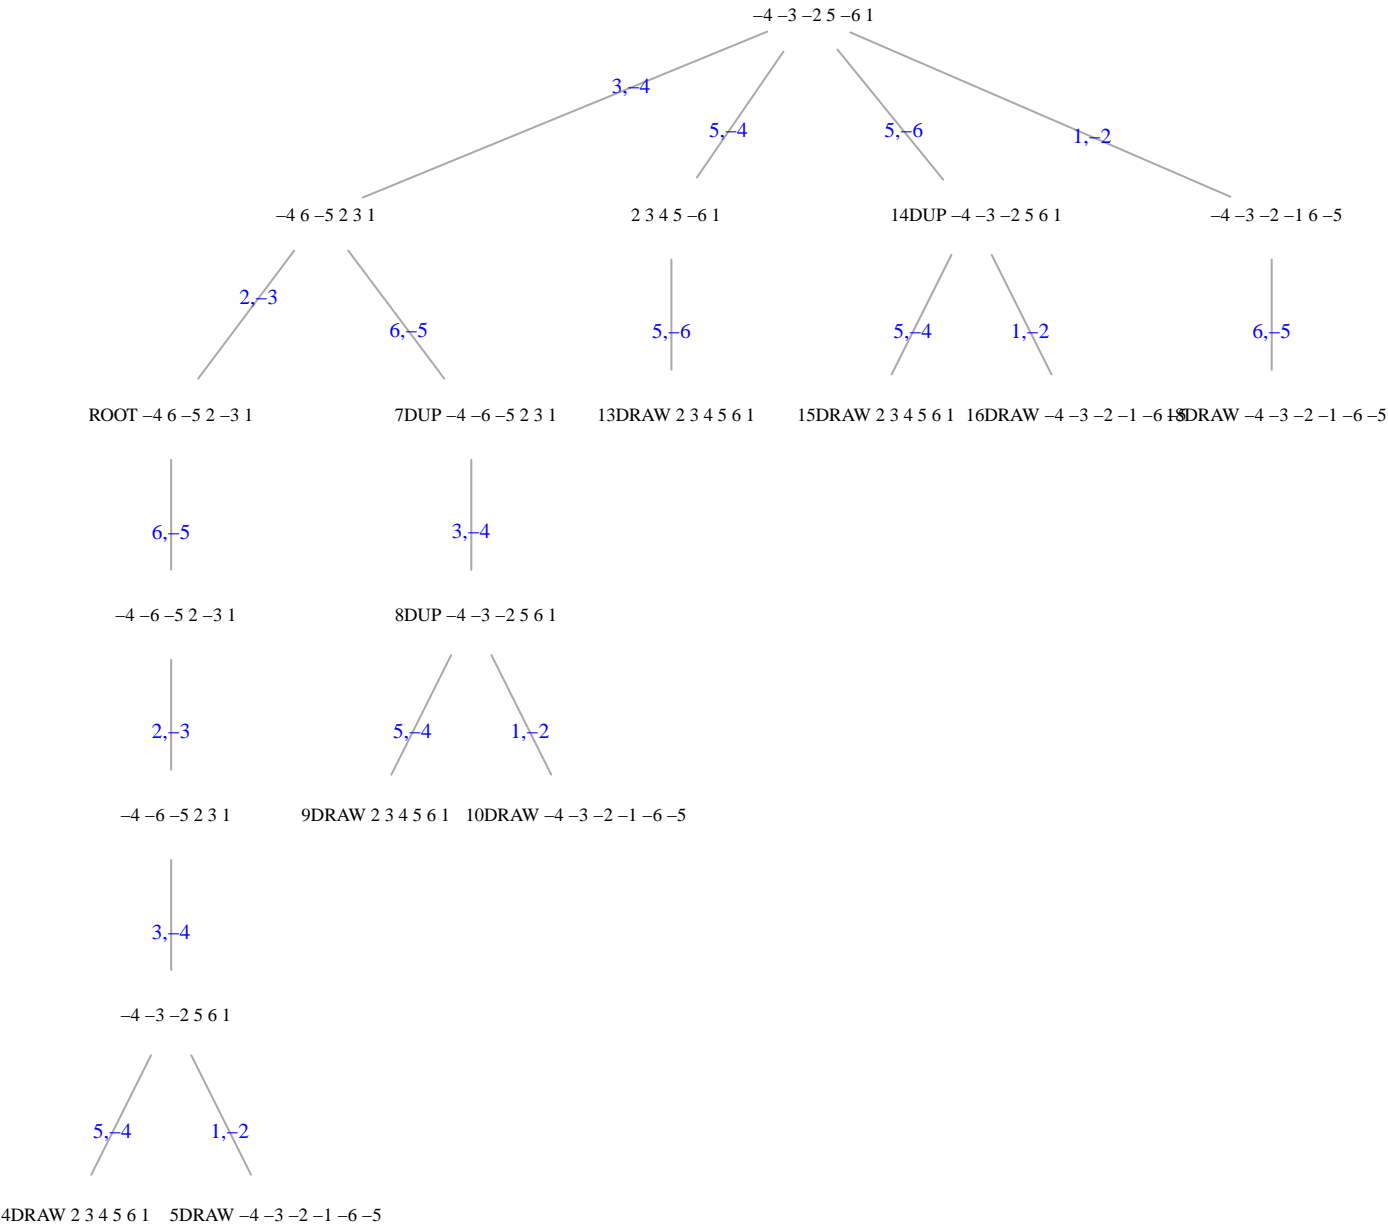 –4 –3 –2 5 –6 1
3,–4
5,–4
5,–6
1,–2
–4 6 –5 2 3 1
2 3 4 5 –6 1
14DUP –4 –3 –2 5 6 1
–4 –3 –2 –1 6 –5
2,–3
6,–5
5,–6
5,–4
1,–2
6,–5
ROOT –4 6 –5 2 –3 1
7DUP –4 –6 –5 2 3 1
13DRAW 2 3 4 5 6 1
15DRAW 2 3 4 5 6 1
16DRAW –4 –3 –2 –1 –6 –5
18DRAW –4 –3 –2 –1 –6 –5
6,–5
3,–4
–4 –6 –5 2 –3 1
8DUP –4 –3 –2 5 6 1
2,–3
5,–4
1,–2
–4 –6 –5 2 3 1
9DRAW 2 3 4 5 6 1
10DRAW –4 –3 –2 –1 –6 –5
3,–4
–4 –3 –2 5 6 1
5,–4
1,–2
4DRAW 2 3 4 5 6 1
5DRAW –4 –3 –2 –1 –6 –5